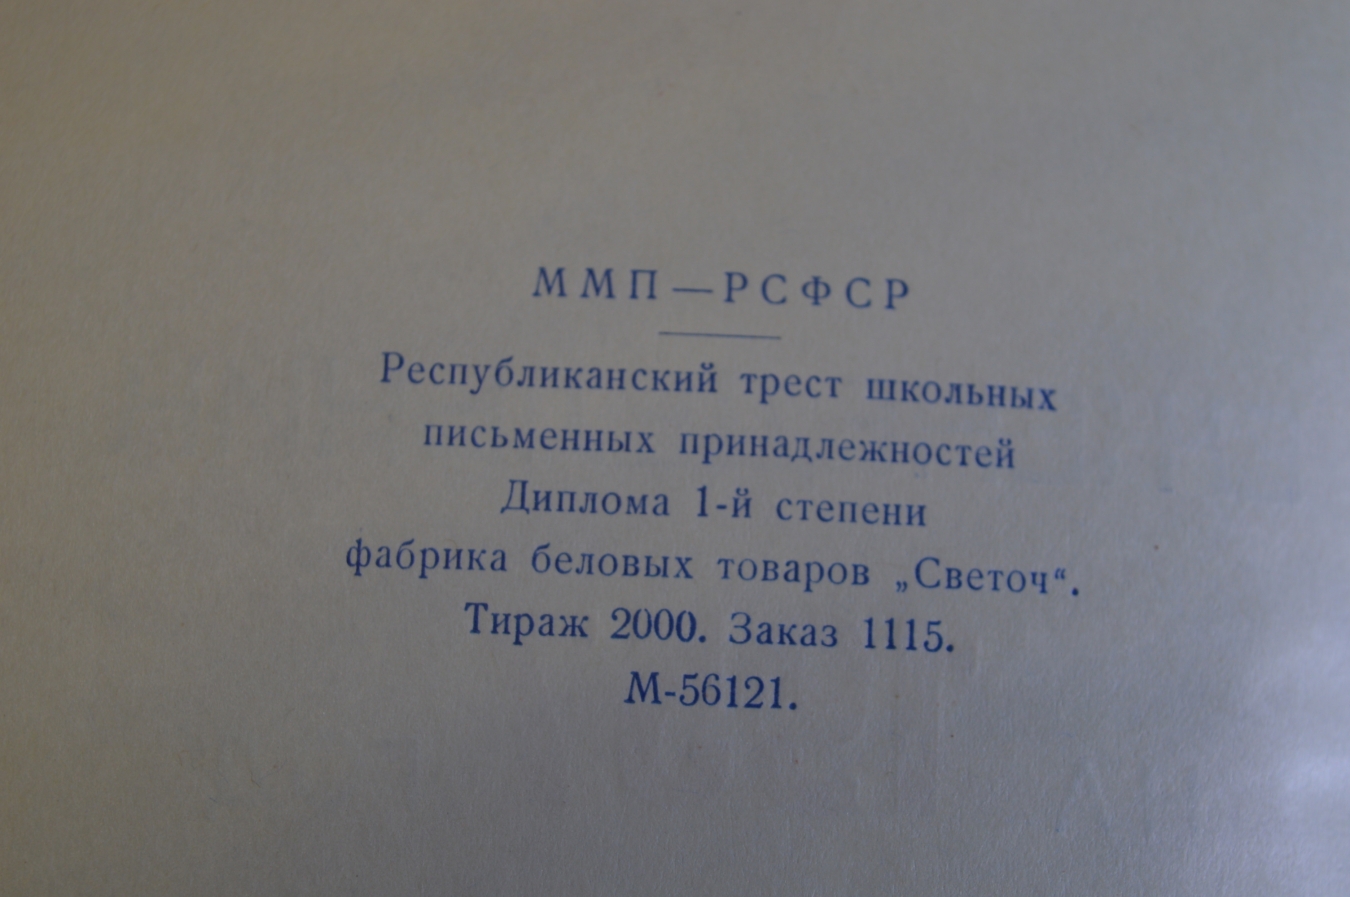 ММП—РСФСР
Республиканский трест школьных
письменных принадлежностей
Диплома 1-й степени
фабрика беловых товаров „Светоч“.
Тираж 2000. Заказ 1115.
М-56121.